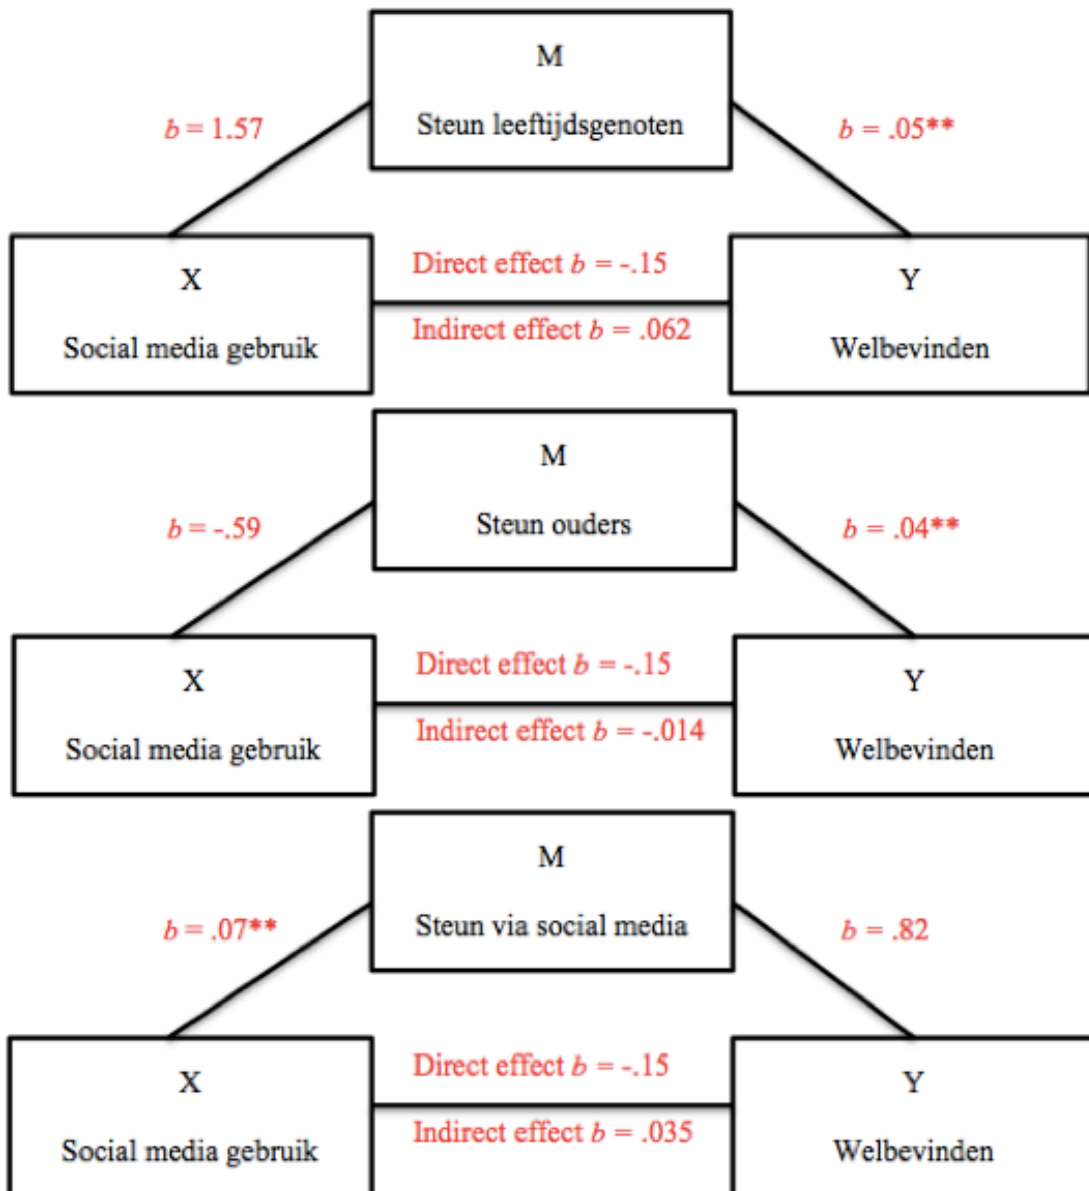 M
Steun leeftijdsgenoten
b = 1.57
b = .05**
X
Social media gebruik
Direct effect b = -.15
Indirect effect b = .062
Y
Welbevinden
M
Steun ouders
b = -.59
b = .04**
X
Social media gebruik
Direct effect b = -.15
Indirect effect b = -.014
Y
Welbevinden
M
Steun via social media
b = .07**
b = .82
X
Social media gebruik
Direct effect b = -.15
Indirect effect b = .035
Y
Welbevinden